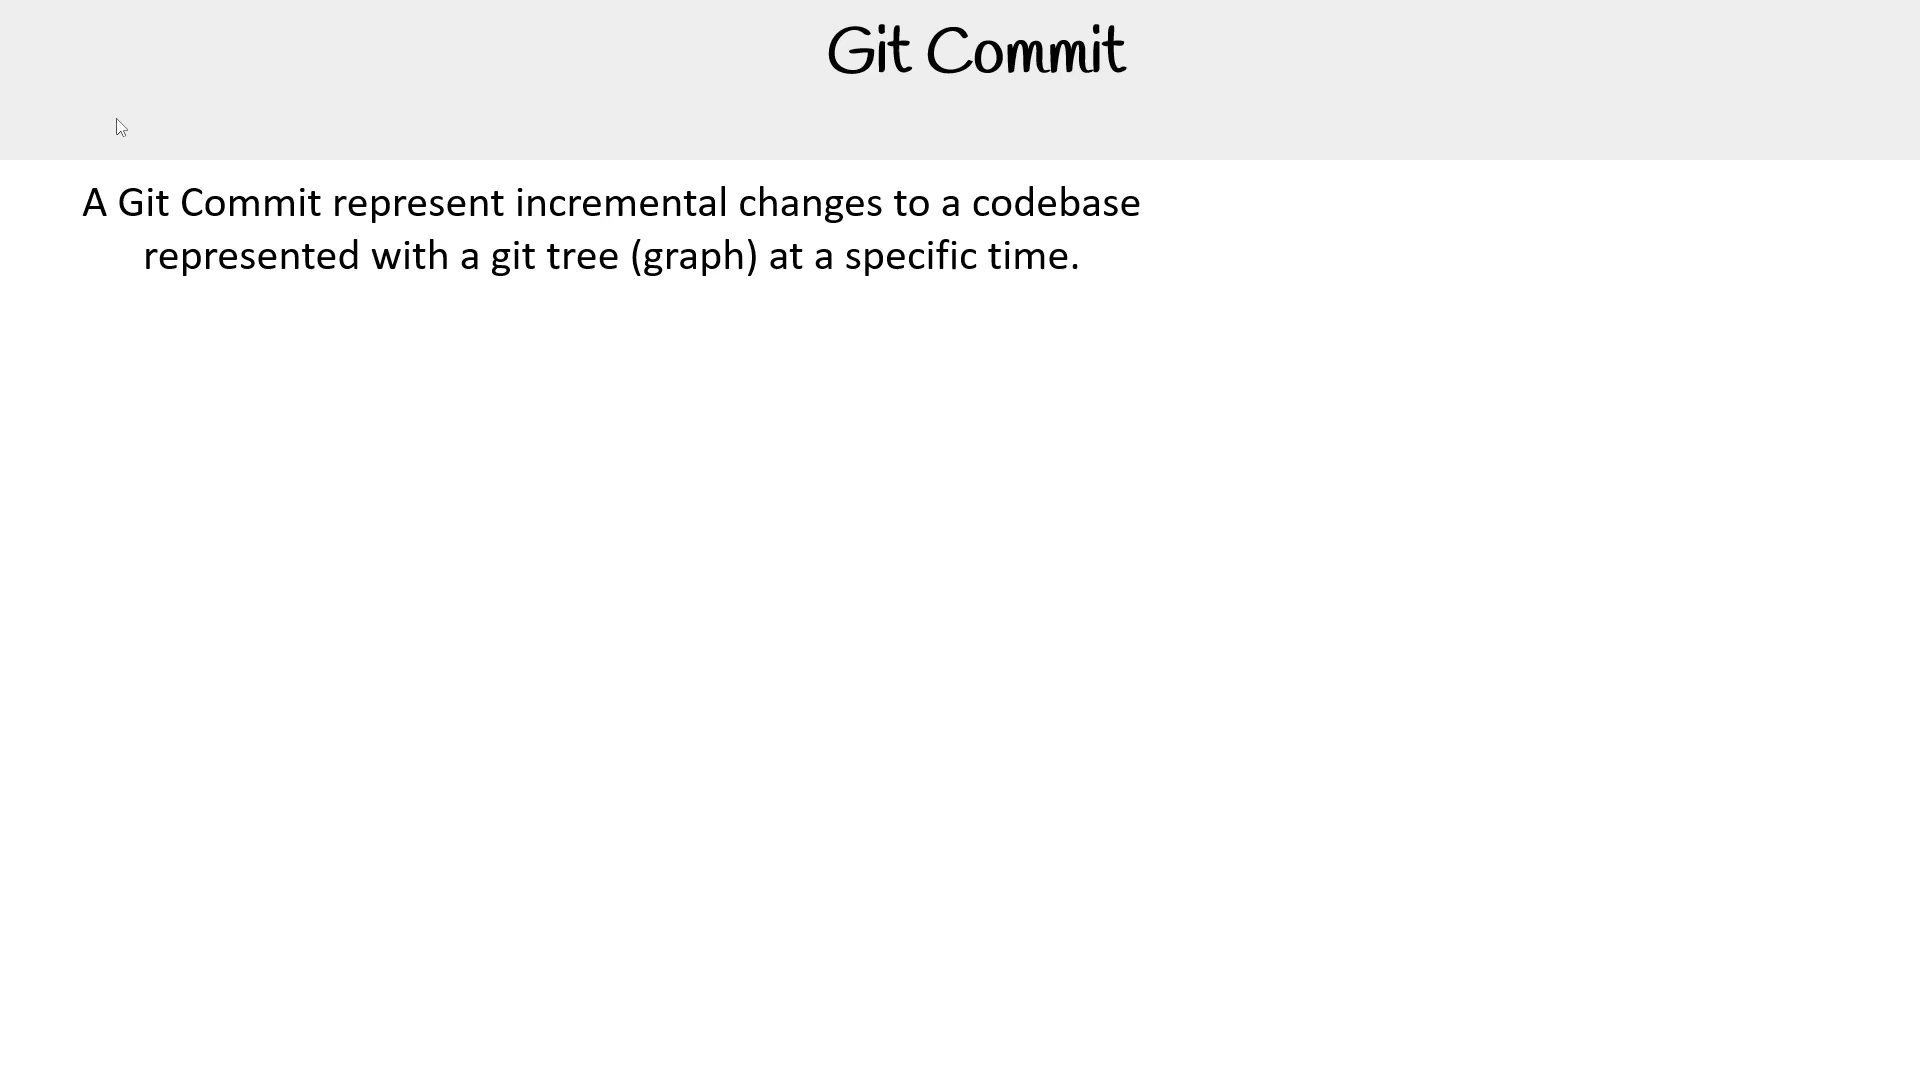 Git Commit
A Git Commit represent incremental changes to a codebase
represented with a git tree (graph) at a specific time.